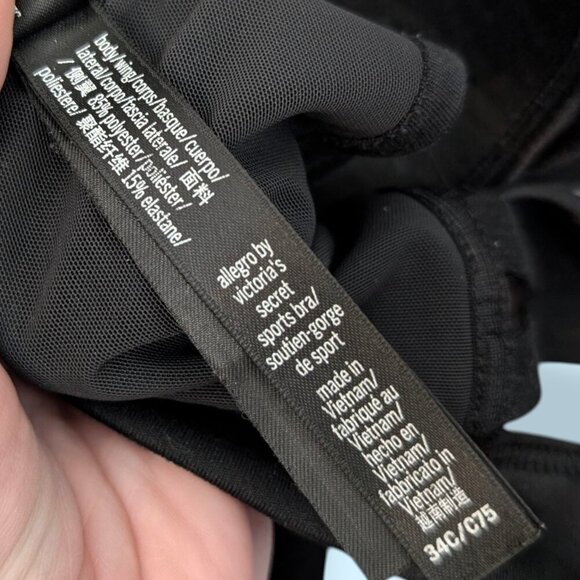 body/wing/corps/basque/cuerpo/
lateral/corpo/fascia laterale/ 面料
/ 侧翼 85% polyester/poliéster/
poliestere/ 聚酯纤维 15% elastane/
allegro by
victoria's
secret
sports bra/
soutien-gorge
de sport
made in
Vietnam/
fabriqué au
Vietnam/
hecho en
Vietnam/
fabbricato in
Vietnam/
越南制造
34C/C75